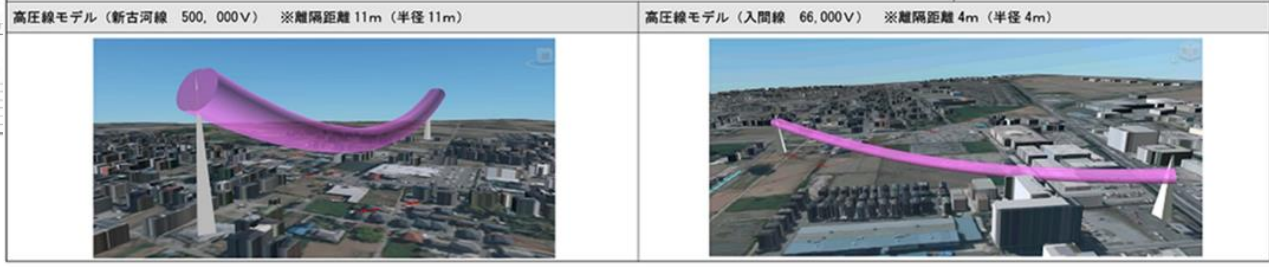 高圧線モデル（新古河線　500，000Ｖ）　※離隔距離 11ｍ（半径 11ｍ）
高圧線モデル（入間線　66,000Ｖ）　※離隔距離 4ｍ（半径 4ｍ）